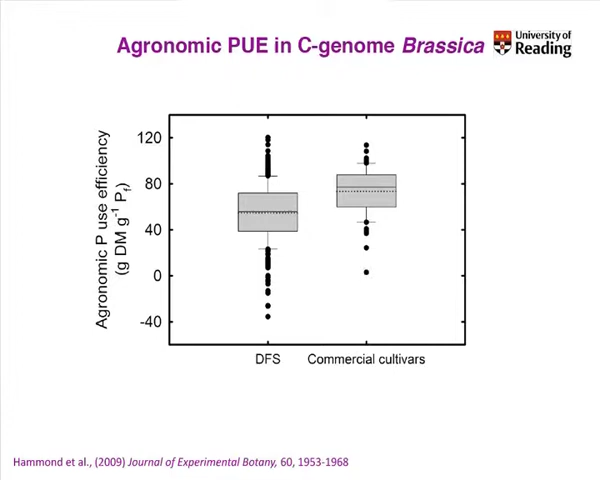 Agronomic PUE in C-genome Brassica
University of
Reading
Agronomic P use efficiency
(g DM g-1 Pf)
120
80
40
0
-40
DFS
Commercial cultivars
Hammond et al., (2009) Journal of Experimental Botany, 60, 1953-1968